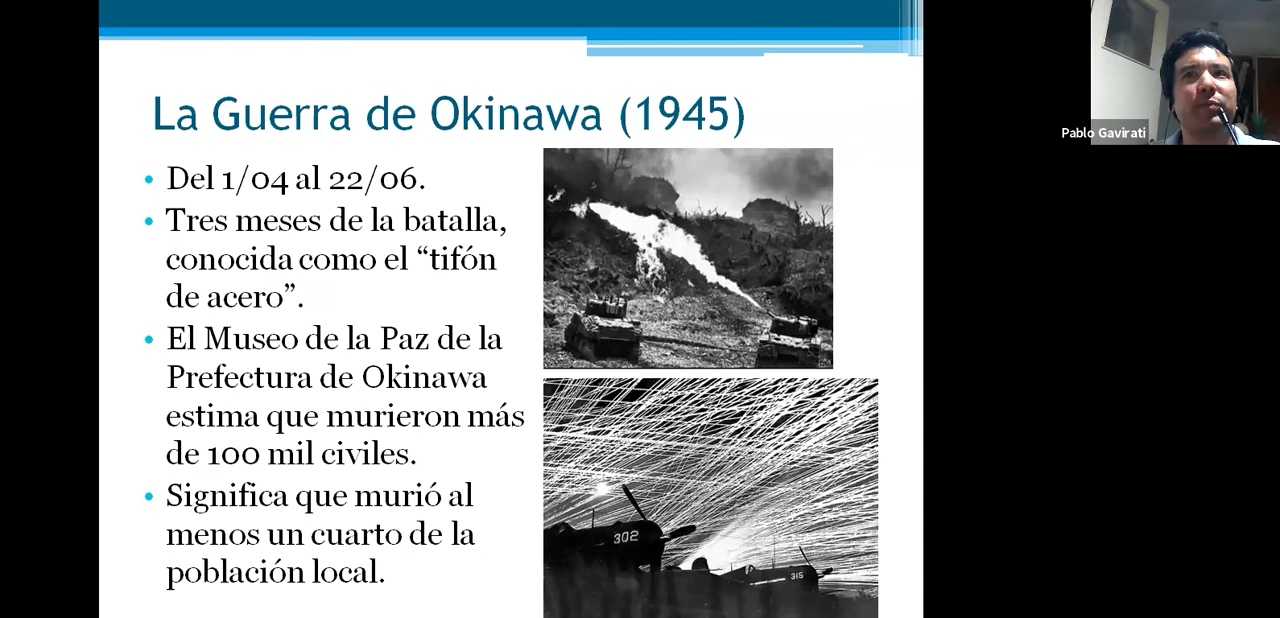 La Guerra de Okinawa (1945)
• Del 1/04 al 22/06.
• Tres meses de la batalla,
conocida como el “tifón
de acero”.
• El Museo de la Paz de la
Prefectura de Okinawa
estima que murieron más
de 100 mil civiles.
• Significa que murió al
menos un cuarto de la
población local.
302
315
Pablo Gavirati